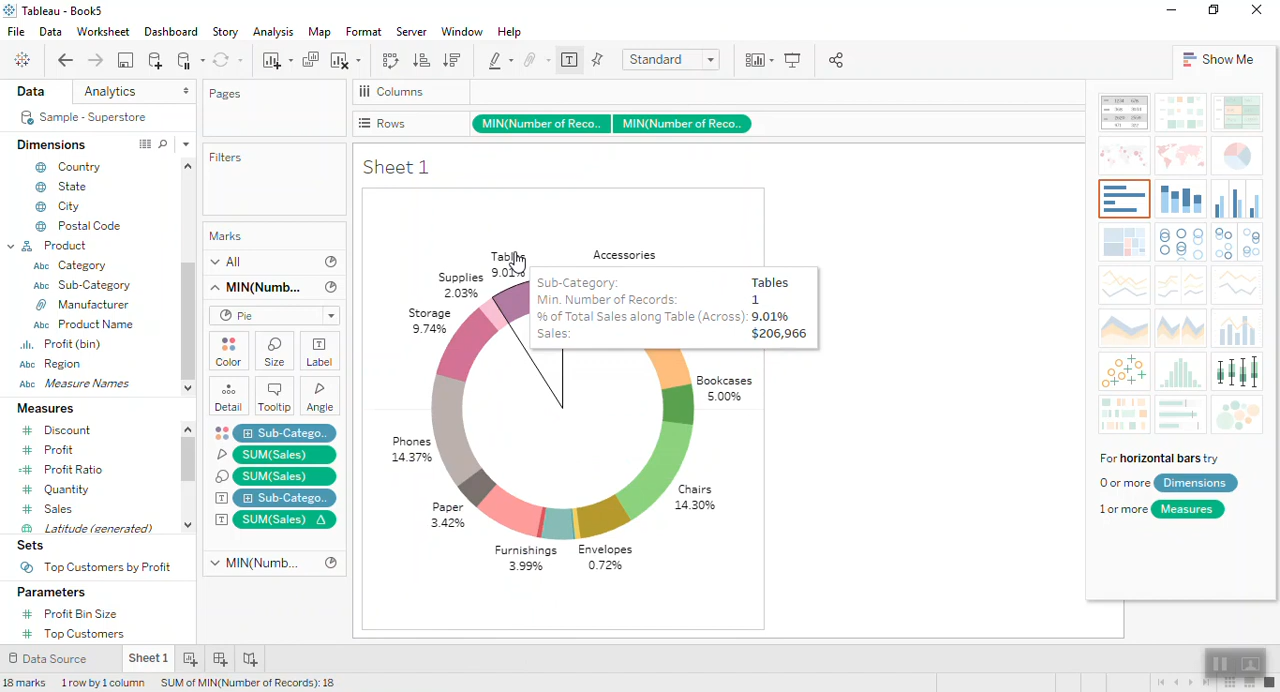 Tableau - Book5
File Data Worksheet Dashboard Story Analysis Map Format Server Window Help
Standard
Show Me
Data Analytics
Sample - Superstore
Dimensions
Country
State
City
Postal Code
Product
Abc Category
Abc Sub-Category
Manufacturer
Abc Product Name
Profit (bin)
Abc Region
Abc Measure Names
Measures
Discount
Profit
Profit Ratio
Quantity
Sales
Latitude (generated)
Sets
Top Customers by Profit
Parameters
Profit Bin Size
Top Customers
Pages
Filters
Marks
All
MIN(Numb...
Pie
Color Size Label
Detail Tooltip Angle
Sub-Catego..
SUM(Sales)
SUM(Sales)
Sub-Catego..
SUM(Sales) Δ
MIN(Numb...
Columns
Rows MIN(Number of Reco.. MIN(Number of Reco..
Sheet 1
Accessories
9.01%
Supplies
2.03%
Storage
9.74%
Phones
14.37%
Paper
3.42%
Furnishings
3.99%
Envelopes
0.72%
Chairs
14.30%
Bookcases
5.00%
Sub-Category: Tables
Min. Number of Records: 1
% of Total Sales along Table (Across): 9.01%
Sales: $206,966
For horizontal bars try
0 or more Dimensions
1 or more Measures
Data Source Sheet 1
18 marks 1 row by 1 column SUM of MIN(Number of Records): 18